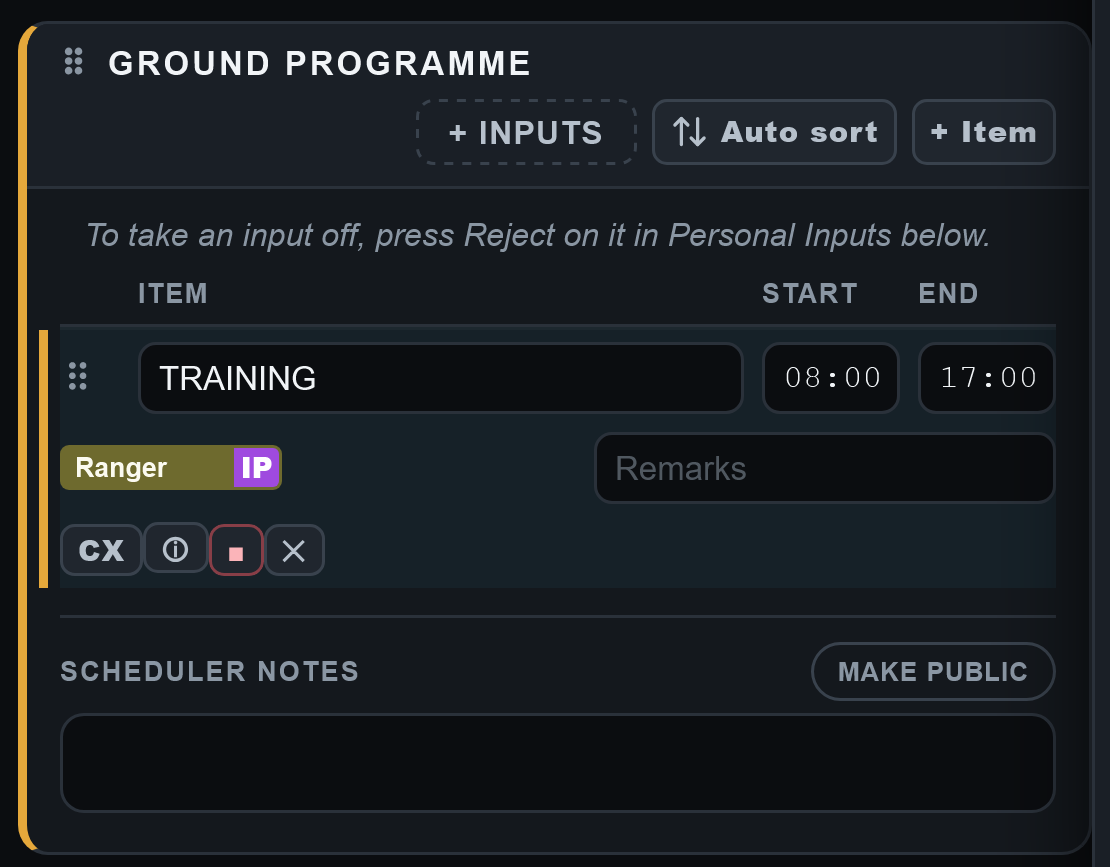 GROUND PROGRAMME
+ INPUTS
Auto sort
+ Item
To take an input off, press Reject on it in Personal Inputs below.
ITEM START END
TRAINING 08:00 17:00
Ranger IP Remarks
CX
SCHEDULER NOTES MAKE PUBLIC